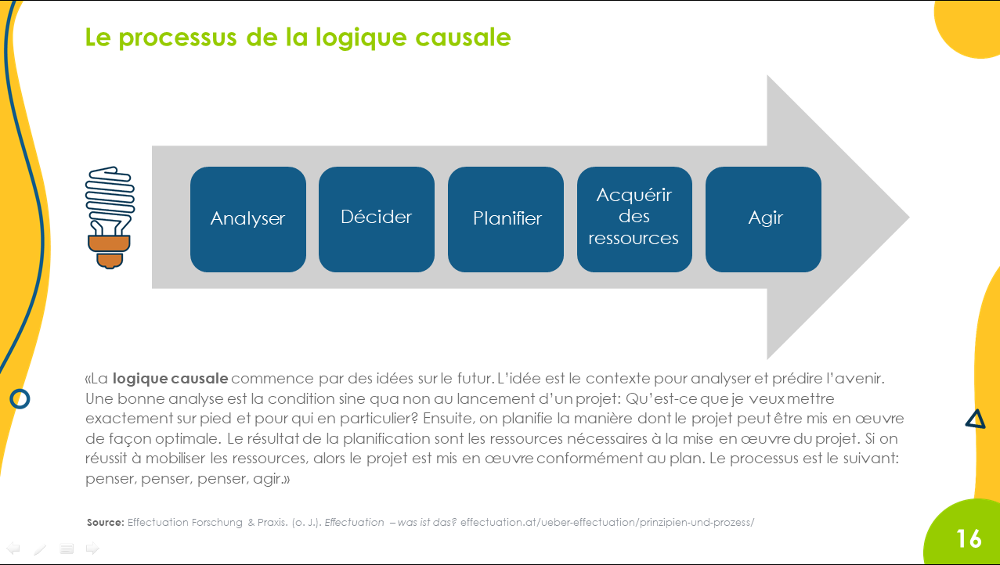 Le processus de la logique causale
Analyser
Décider
Planifier
Acquérir
des
ressources
Agir
«La logique causale commence par des idées sur le futur. L’idée est le contexte pour analyser et prédire l’avenir.
Une bonne analyse est la condition sine qua non au lancement d’un projet: Qu’est-ce que je veux mettre
exactement sur pied et pour qui en particulier? Ensuite, on planifie la manière dont le projet peut être mis en œuvre
de façon optimale. Le résultat de la planification sont les ressources nécessaires à la mise en œuvre du projet. Si on
réussit à mobiliser les ressources, alors le projet est mis en œuvre conformément au plan. Le processus est le suivant:
penser, penser, penser, agir.»
Source: Effectuation Forschung & Praxis. (o. J.). Effectuation – was ist das? effectuation.at/ueber-effectuation/prinzipien-und-prozess/
16